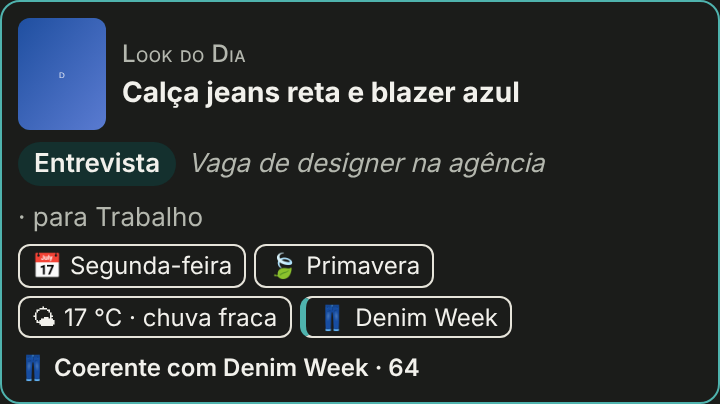 D
Look do Dia
Calça jeans reta e blazer azul
Entrevista Vaga de designer na agência
· para Trabalho
📅 Segunda-feira 🍃 Primavera
🌤 17 °C · chuva fraca 👖 Denim Week
👖 Coerente com Denim Week · 64